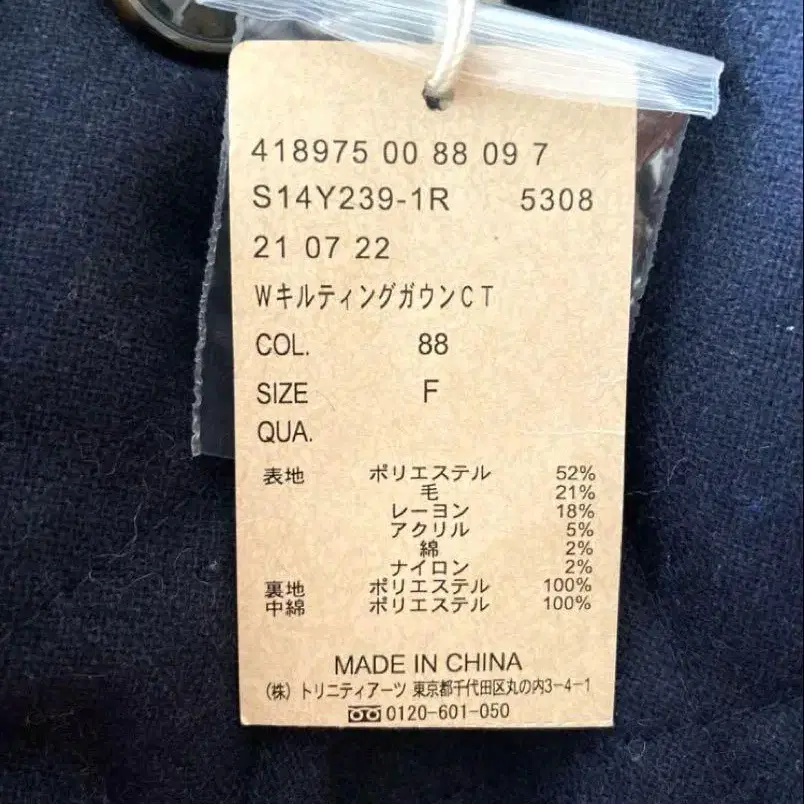 418975 00 88 09 7
S14Y239-1R 5308
21 07 22
WキルティングガウンCT
COL. 88
SIZE F
QUA.
表地 ポリエステル 52%
毛 21%
レーヨン 18%
アクリル 5%
綿 2%
ナイロン 2%
裏地 ポリエステル 100%
中綿 ポリエステル 100%
MADE IN CHINA
(株) トリニティアーツ 東京都千代田区丸の内3-4-1
0120-601-050